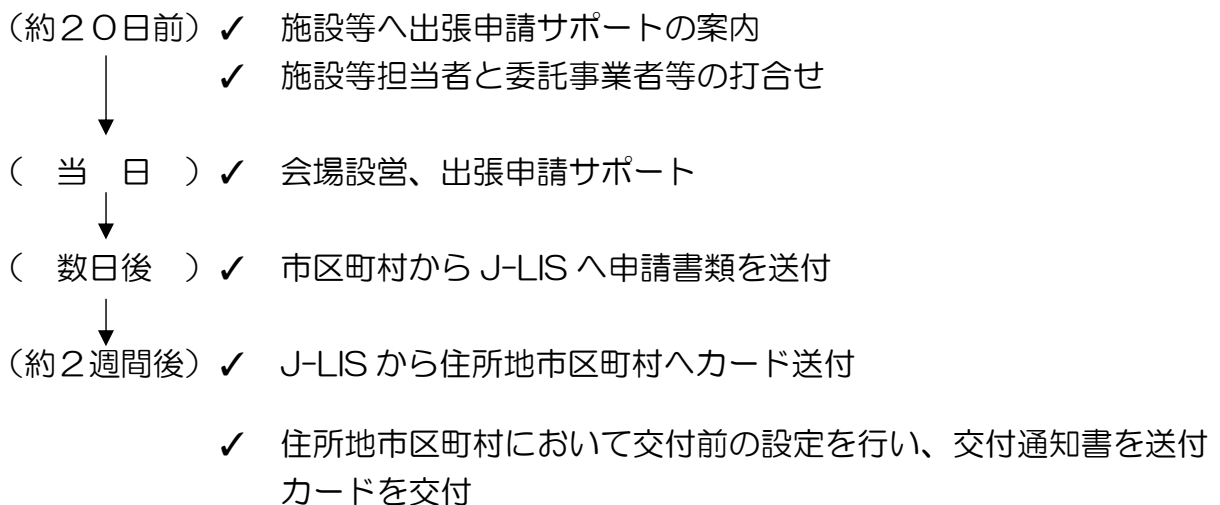 （約２０日前）✓ 施設等へ出張申請サポートの案内
✓ 施設等担当者と委託事業者等の打合せ
（ 当 日 ）✓ 会場設営、出張申請サポート
（ 数日後 ）✓ 市区町村から J-LIS へ申請書類を送付
（約２週間後）✓ J-LIS から住所地市区町村へカード送付
✓ 住所地市区町村において交付前の設定を行い、交付通知書を送付
カードを交付